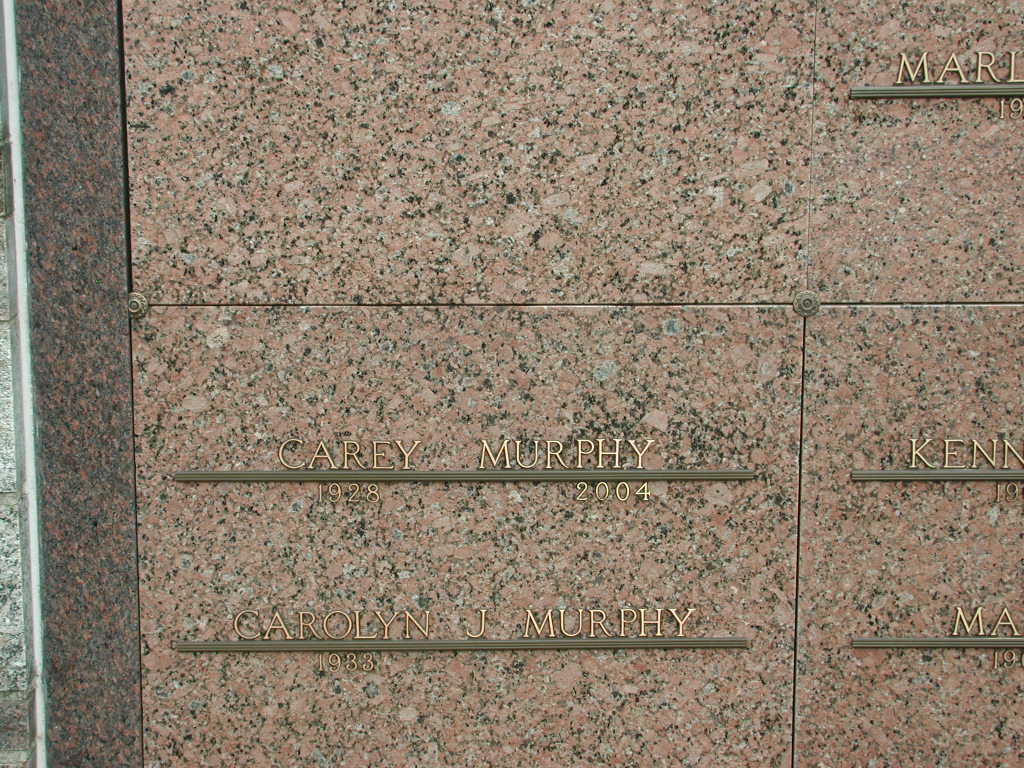 CAREY MURPHY
1928 2004
CAROLYN J MURPHY
1933